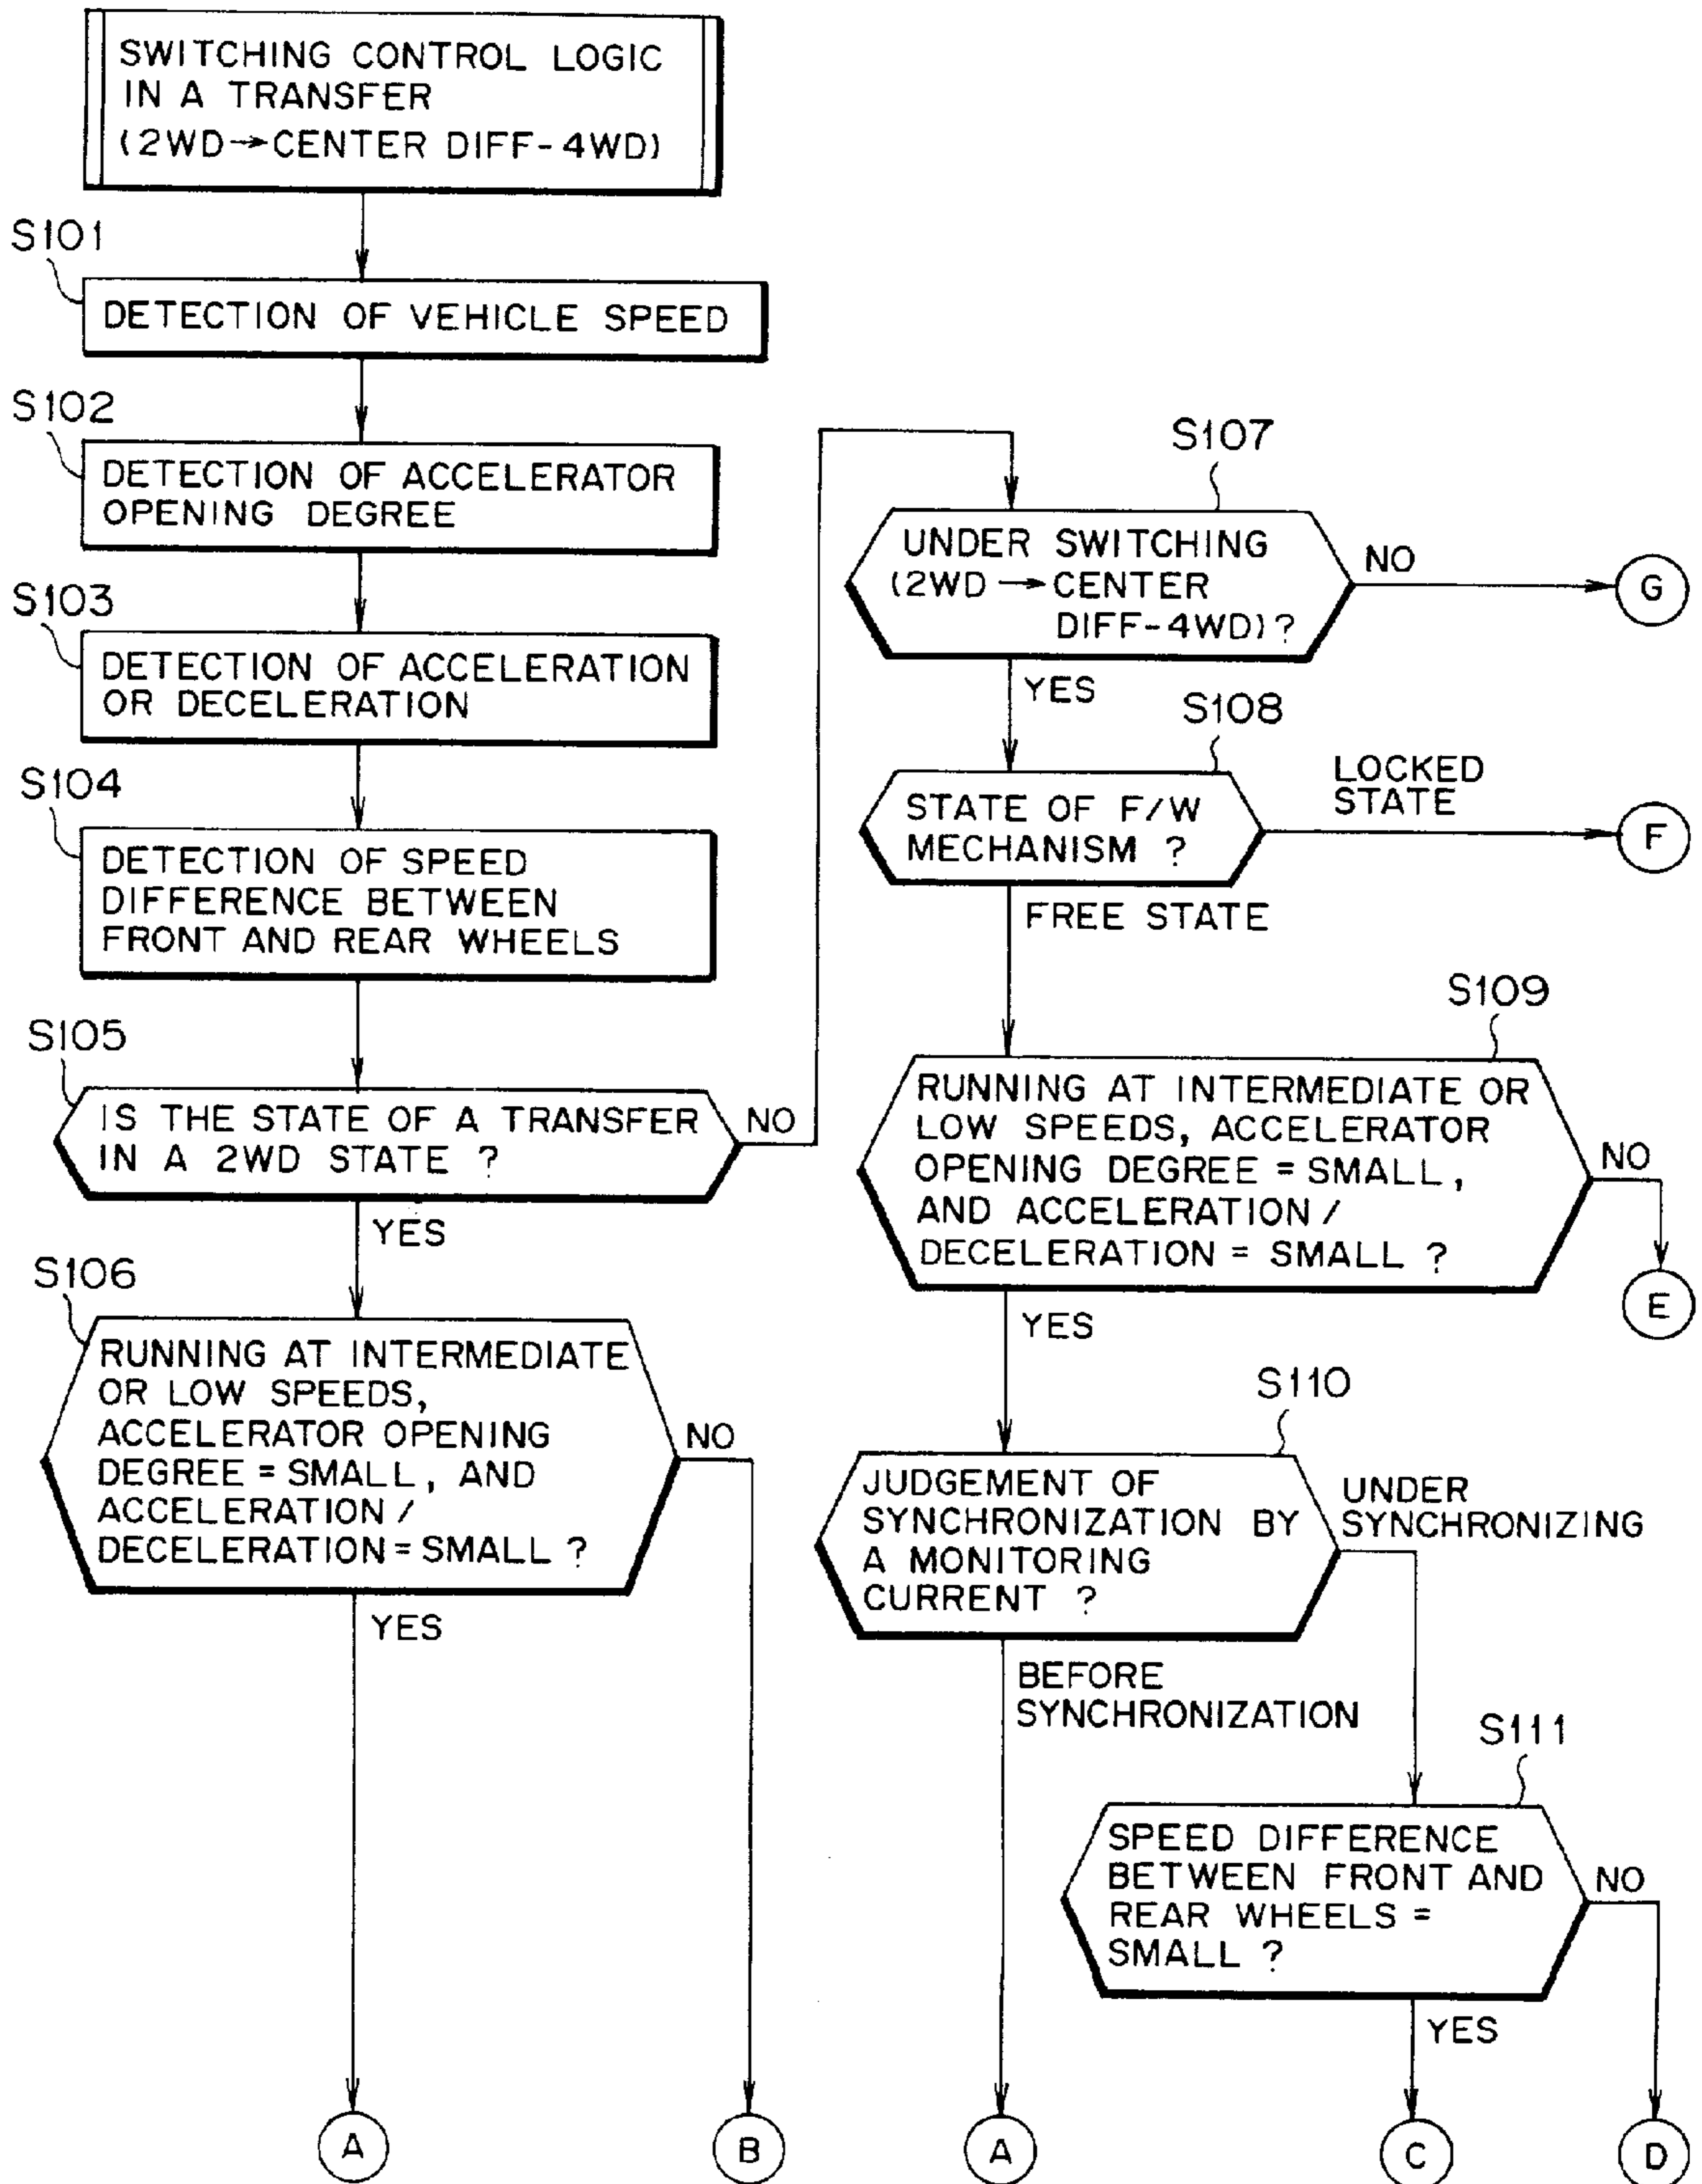 SWITCHING CONTROL LOGIC
IN A TRANSFER
(2WD→CENTER DIFF-4WD)
S101
DETECTION OF VEHICLE SPEED
S102
DETECTION OF ACCELERATOR
OPENING DEGREE
S103
DETECTION OF ACCELERATION
OR DECELERATION
S104
DETECTION OF SPEED
DIFFERENCE BETWEEN
FRONT AND REAR WHEELS
S105
IS THE STATE OF A TRANSFER
IN A 2WD STATE ?
NO
YES
S106
RUNNING AT INTERMEDIATE
OR LOW SPEEDS,
ACCELERATOR OPENING
DEGREE = SMALL, AND
ACCELERATION /
DECELERATION = SMALL ?
NO
YES
A
B
S107
UNDER SWITCHING
(2WD → CENTER
DIFF-4WD) ?
NO
G
YES
S108
STATE OF F/W
MECHANISM ?
LOCKED
STATE
F
FREE STATE
S109
RUNNING AT INTERMEDIATE OR
LOW SPEEDS, ACCELERATOR
OPENING DEGREE = SMALL,
AND ACCELERATION /
DECELERATION = SMALL ?
NO
E
YES
S110
JUDGEMENT OF
SYNCHRONIZATION BY
A MONITORING
CURRENT ?
UNDER
SYNCHRONIZING
BEFORE
SYNCHRONIZATION
S111
SPEED DIFFERENCE
BETWEEN FRONT AND
REAR WHEELS =
SMALL ?
NO
YES
A
C
D